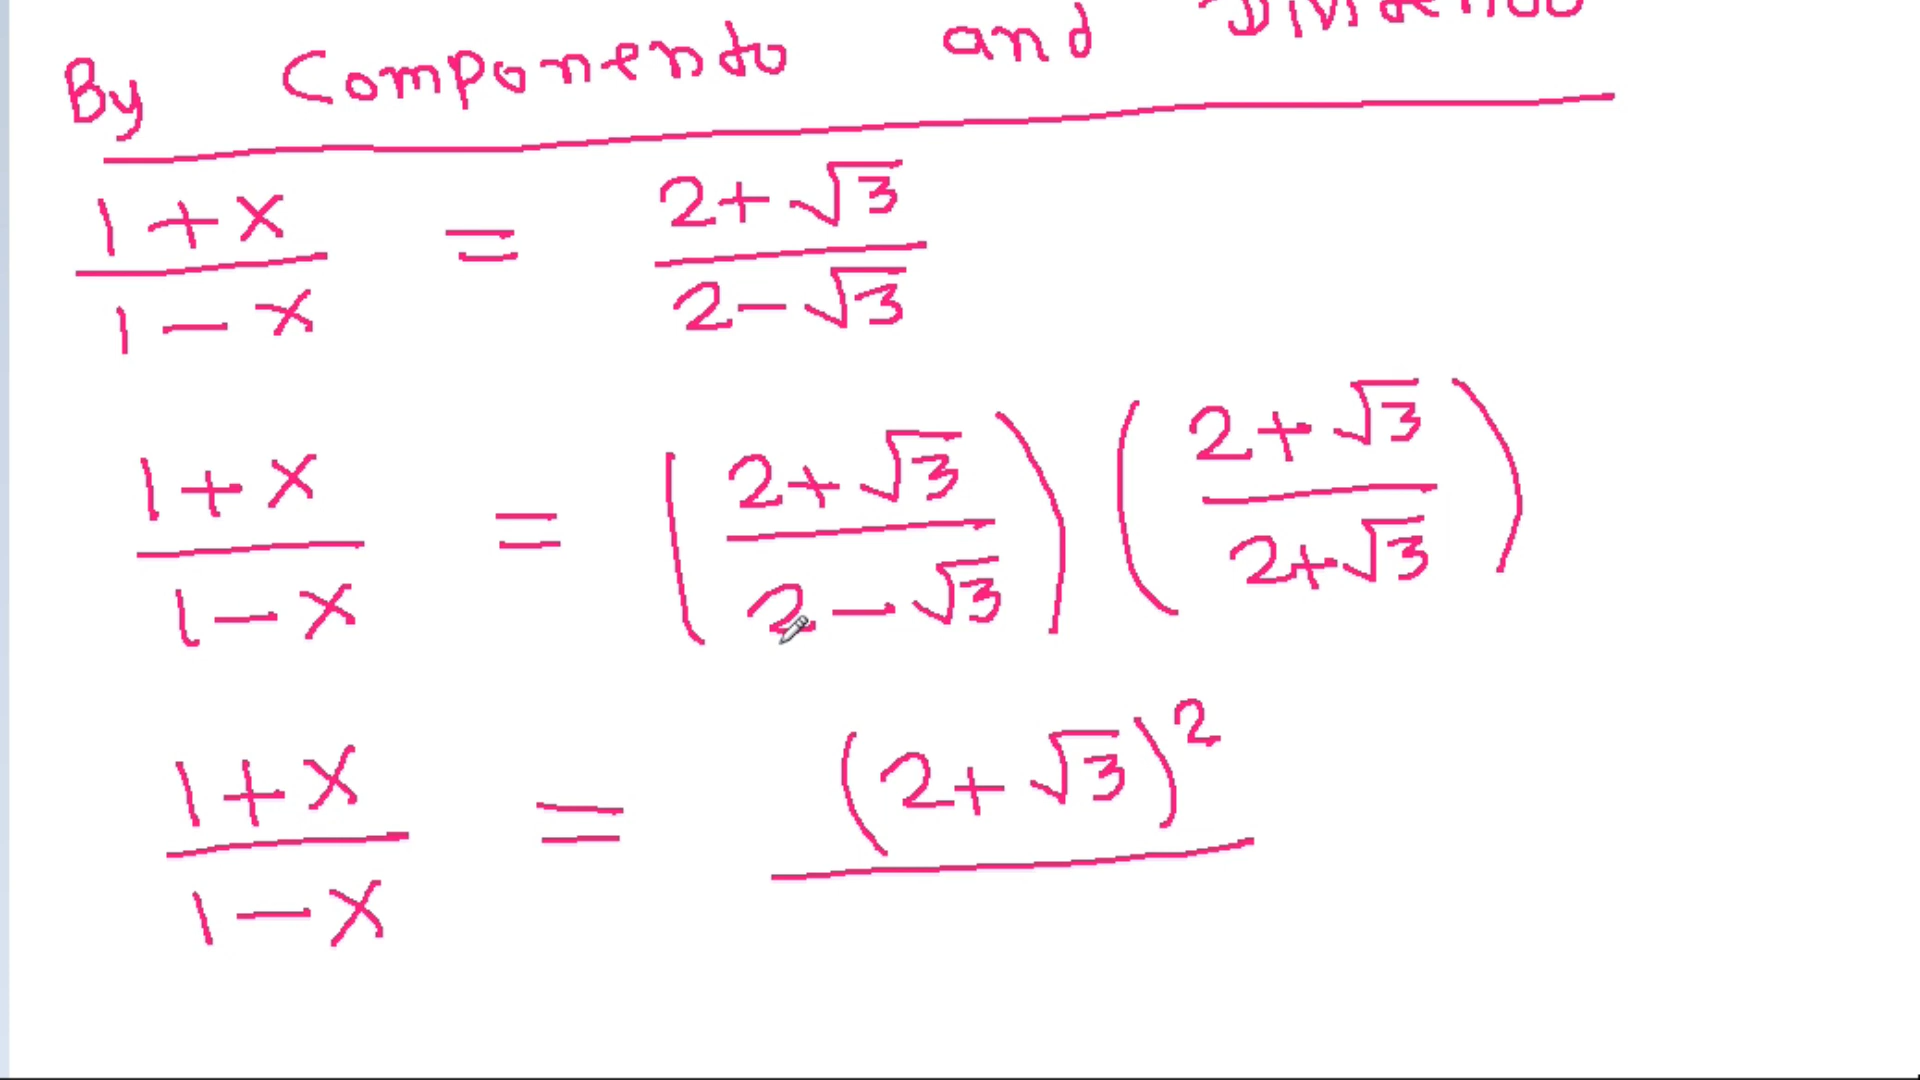 By Componendo and Dividendo
1 + x / 1 - x = 2 + √3 / 2 - √3
1 + x / 1 - x = (2 + √3 / 2 - √3) (2 + √3 / 2 + √3)
1 + x / 1 - x = (2 + √3)² /